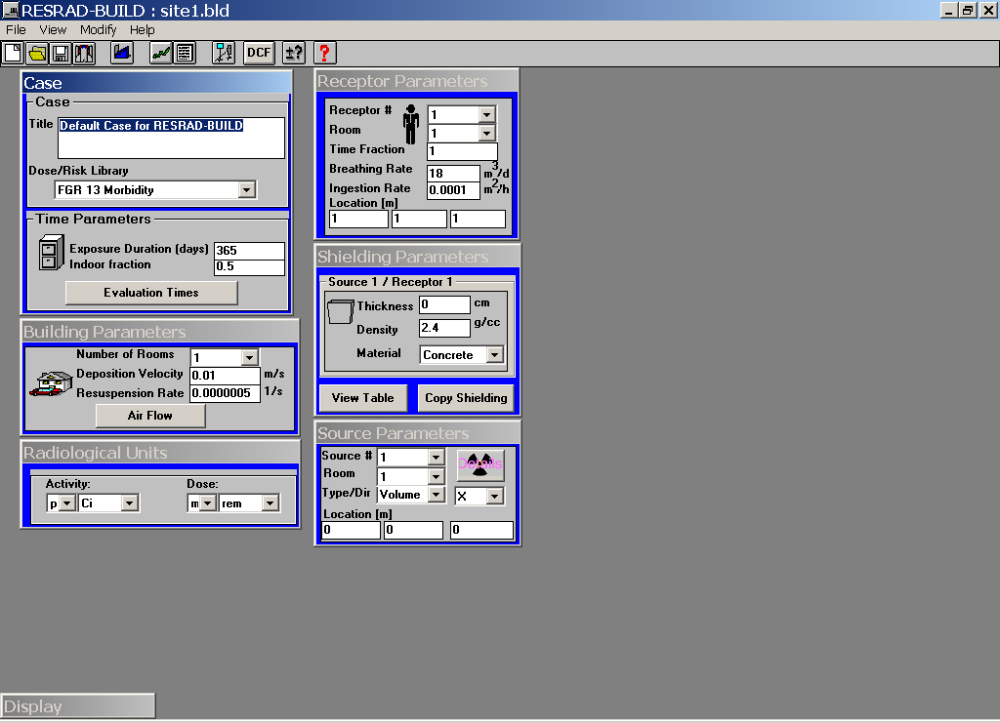 RESRAD-BUILD : site1.bld
File View Modify Help
DCF ±? ?
Case
Case
Title Default Case for RESRAD-BUILD
Dose/Risk Library
FGR 13 Morbidity
Time Parameters
Exposure Duration (days) 365
Indoor fraction 0.5
Evaluation Times
Building Parameters
Number of Rooms 1
Deposition Velocity 0.01 m/s
Resuspension Rate 0.0000005 1/s
Air Flow
Radiological Units
Activity: Dose:
p Ci m rem
Receptor Parameters
Receptor # 1
Room 1
Time Fraction 1
Breathing Rate 18 m3/d
Ingestion Rate 0.0001 m2/h
Location [m]
1 1 1
Shielding Parameters
Source 1 / Receptor 1
Thickness 0 cm
Density 2.4 g/cc
Material Concrete
View Table Copy Shielding
Source Parameters
Source # 1 Details
Room 1
Type/Dir Volume X
Location [m]
0 0 0
Display